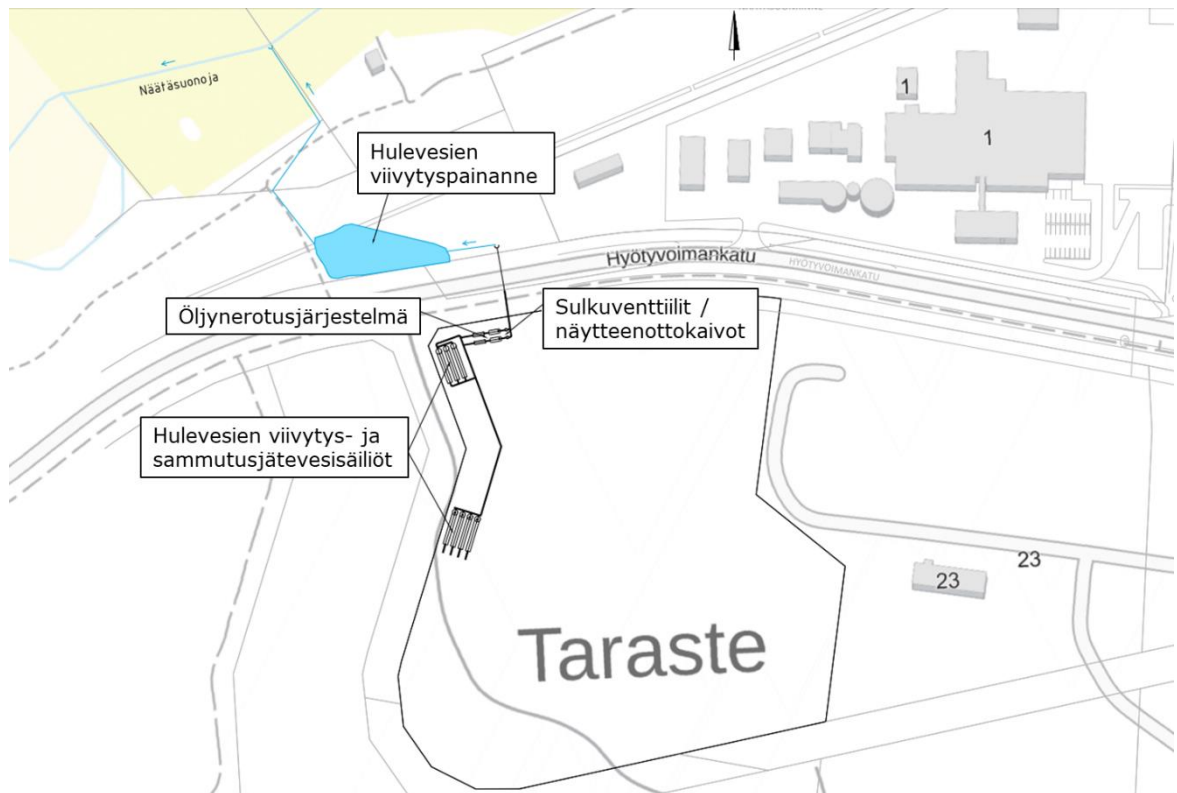 Näätäsuonoja
1
1
Hulevesien
viivytyspainanne
Hyötyvoimankatu
HYÖTYVOIMANKATU
Öljynerotusjärjestelmä
Sulkuventtiilit /
näytteenottokaivot
Hulevesien viivytys- ja
sammutusjätevesisäiliöt
23
23
Taraste